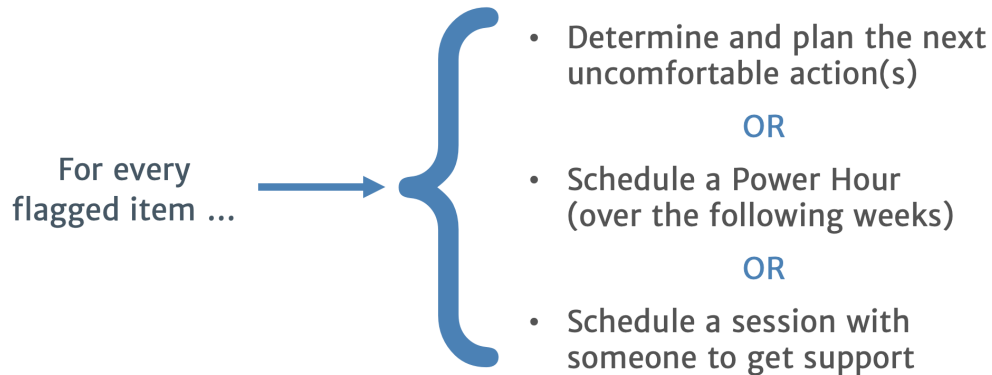 For every
flagged item ...
• Determine and plan the next
uncomfortable action(s)
OR
• Schedule a Power Hour
(over the following weeks)
OR
• Schedule a session with
someone to get support